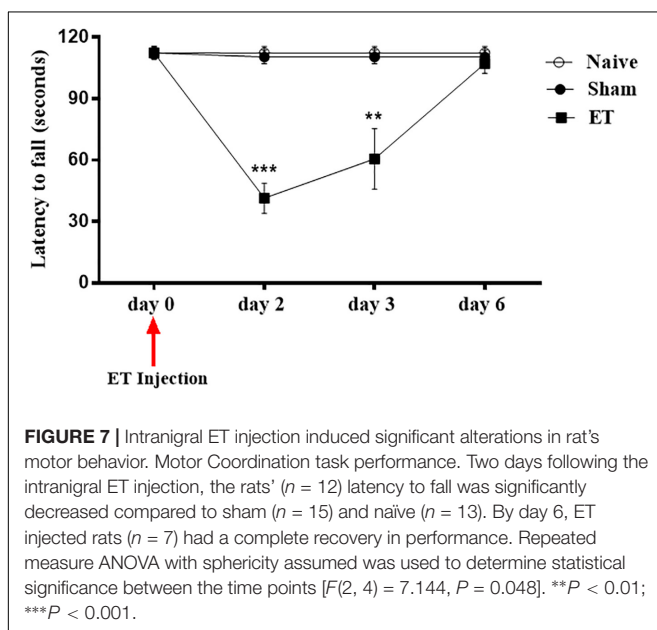 120
90
60
30
0
Latency to fall (seconds)
***
**
Naive
Sham
ET
day 0
day 2
day 3
day 6
ET Injection
FIGURE 7 | Intranigral ET injection induced significant alterations in rat's
motor behavior. Motor Coordination task performance. Two days following the
intranigral ET injection, the rats' (n = 12) latency to fall was significantly
decreased compared to sham (n = 15) and naïve (n = 13). By day 6, ET
injected rats (n = 7) had a complete recovery in performance. Repeated
measure ANOVA with sphericity assumed was used to determine statistical
significance between the time points [F(2, 4) = 7.144, P = 0.048]. **P < 0.01;
***P < 0.001.